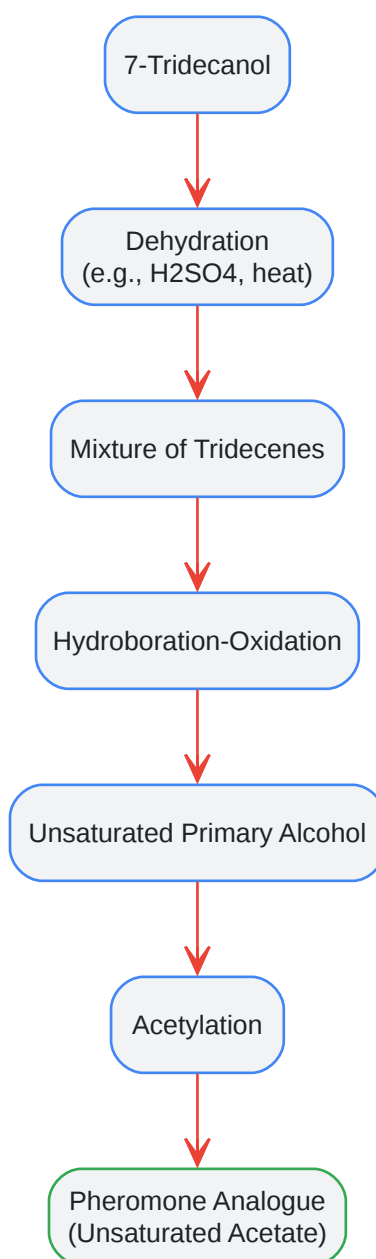 7-Tridecanol
Dehydration
(e.g., H2SO4, heat)
Mixture of Tridecenes
Hydroboration-Oxidation
Unsaturated Primary Alcohol
Acetylation
Pheromone Analogue
(Unsaturated Acetate)